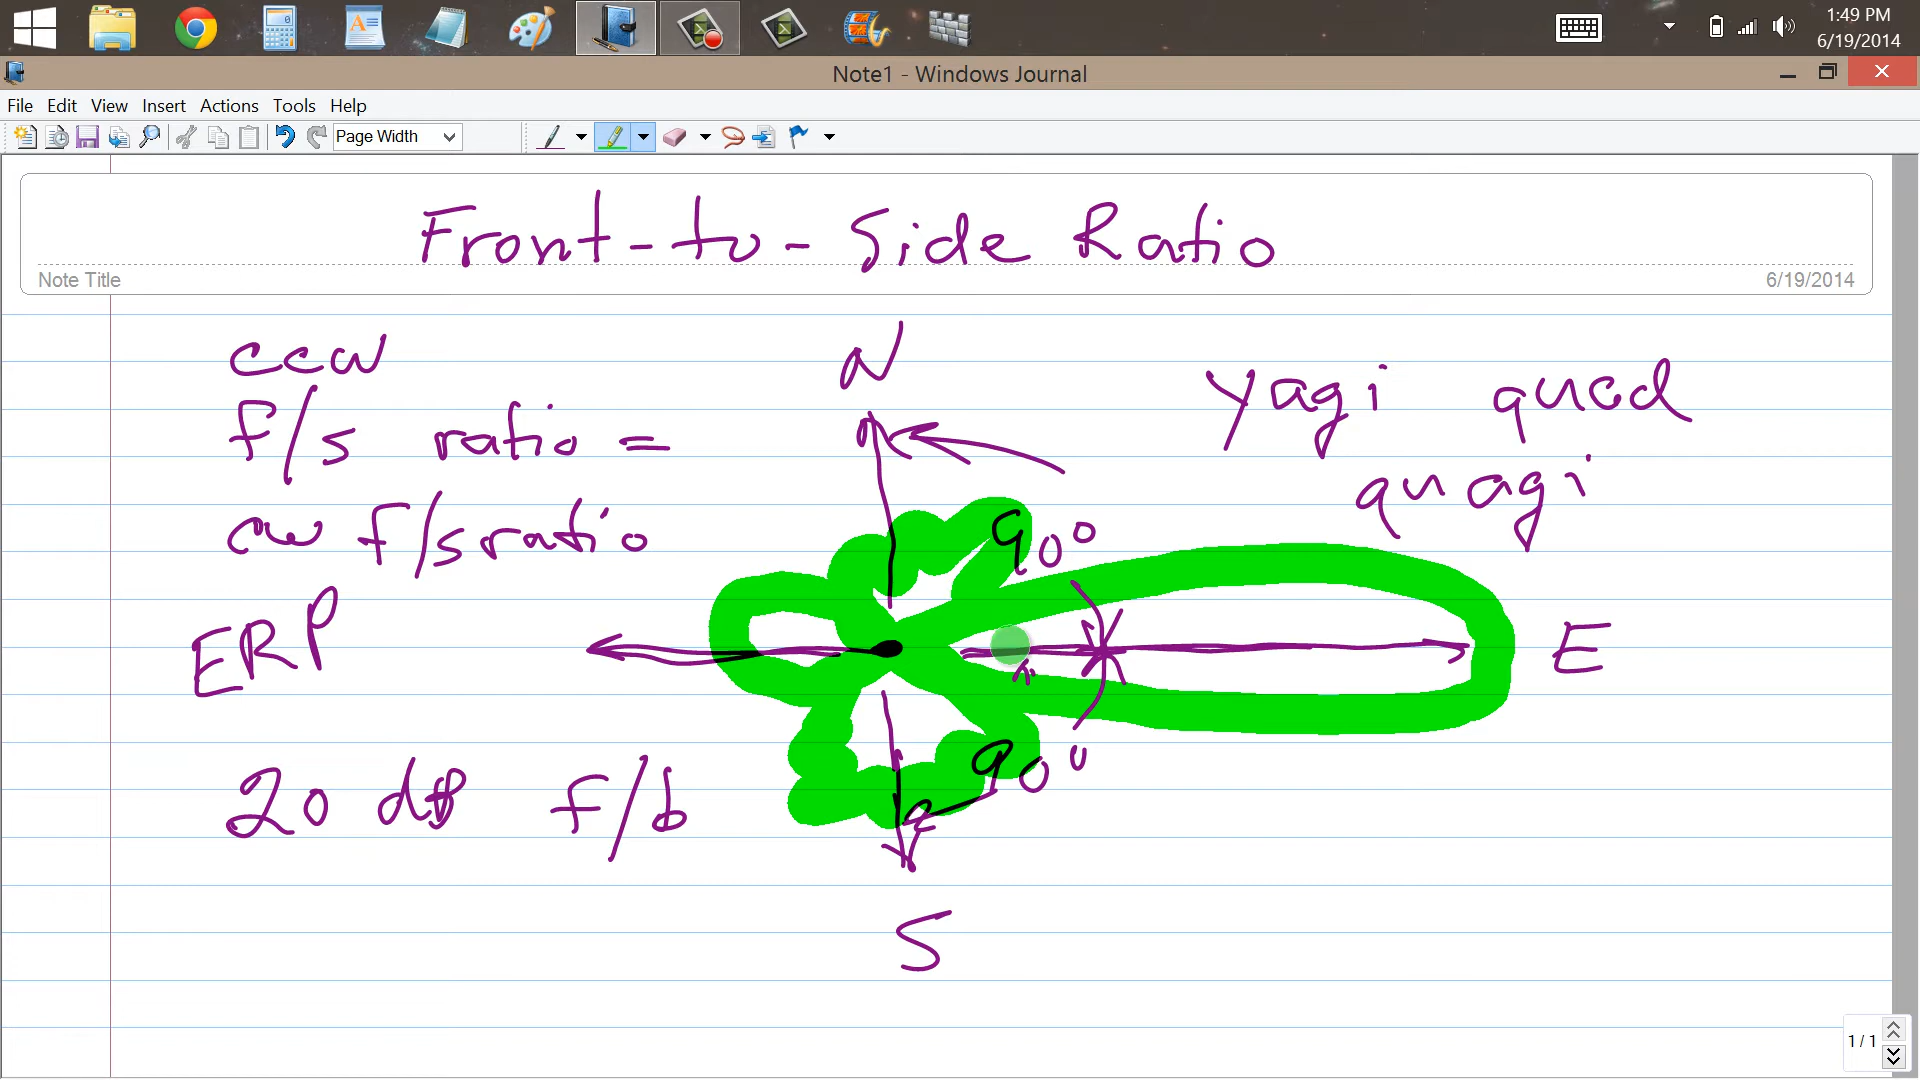 1:49 PM
6/19/2014
Note1 - Windows Journal
File Edit View Insert Actions Tools Help
Page Width
Front-to-Side Ratio
Note Title 6/19/2014
ccw N
yagi quad
f/s ratio =
quagi
cw f/s ratio 90°
ERP E
20 dB f/b 90°
S
1 / 1